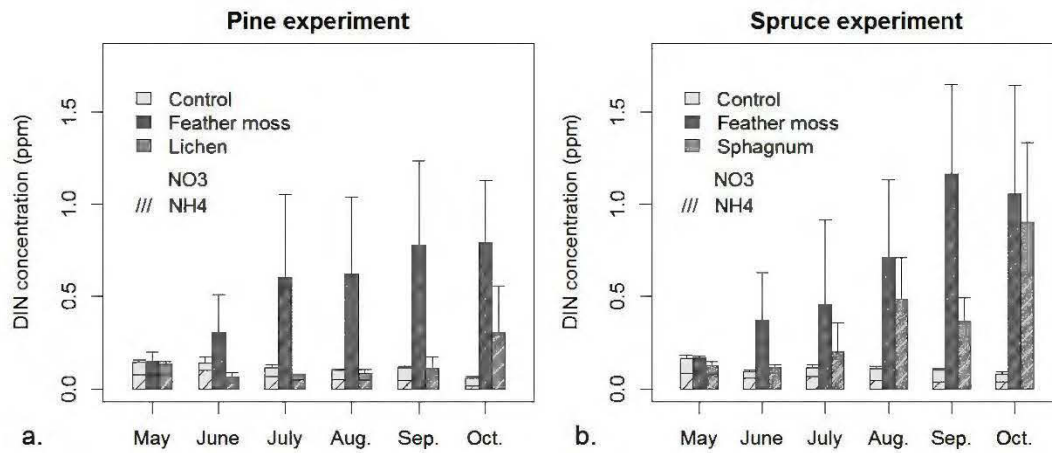 Pine experiment
DIN concentration (ppm)
0.0 0.5 1.0 1.5
Control
Feather moss
Lichen
NO3
/// NH4
May June July Aug. Sep. Oct.
a.
Spruce experiment
DIN concentration (ppm)
0.0 0.5 1.0 1.5
Control
Feather moss
Sphagnum
NO3
/// NH4
May June July Aug. Sep. Oct.
b.